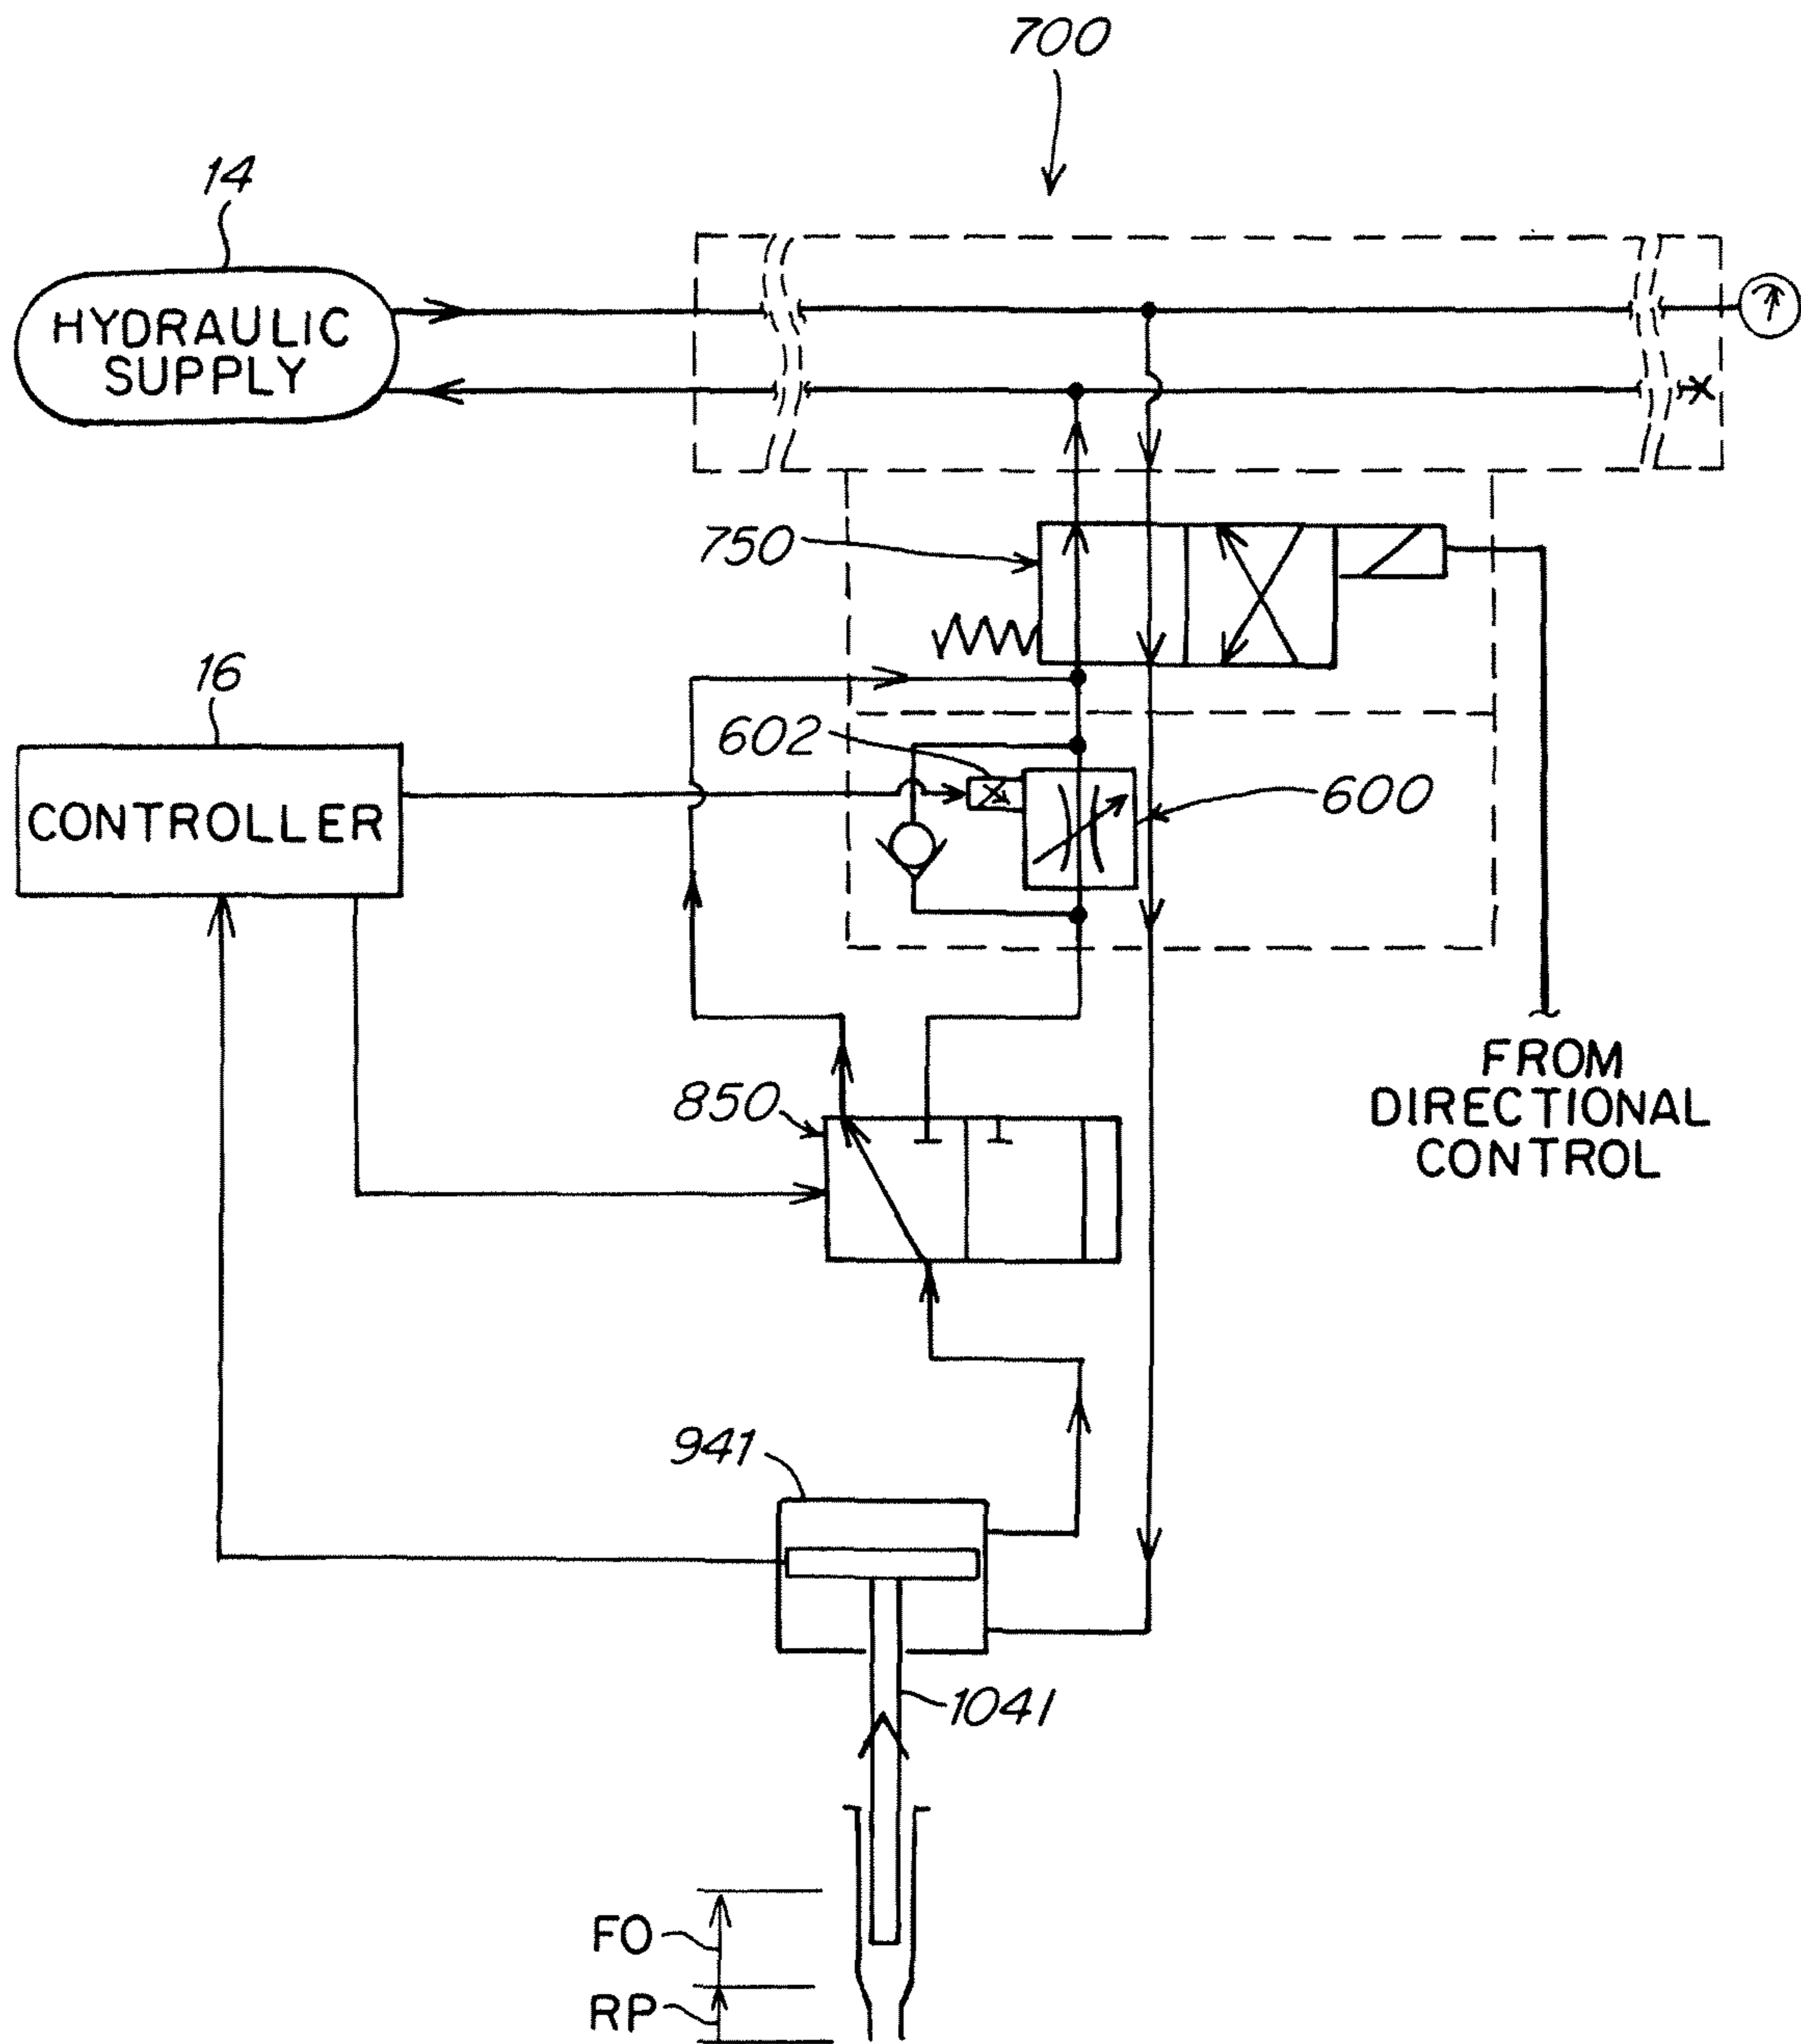 700
14
HYDRAULIC
SUPPLY
750
16
602
CONTROLLER
600
FROM
DIRECTIONAL
CONTROL
850
941
1041
FO
RP